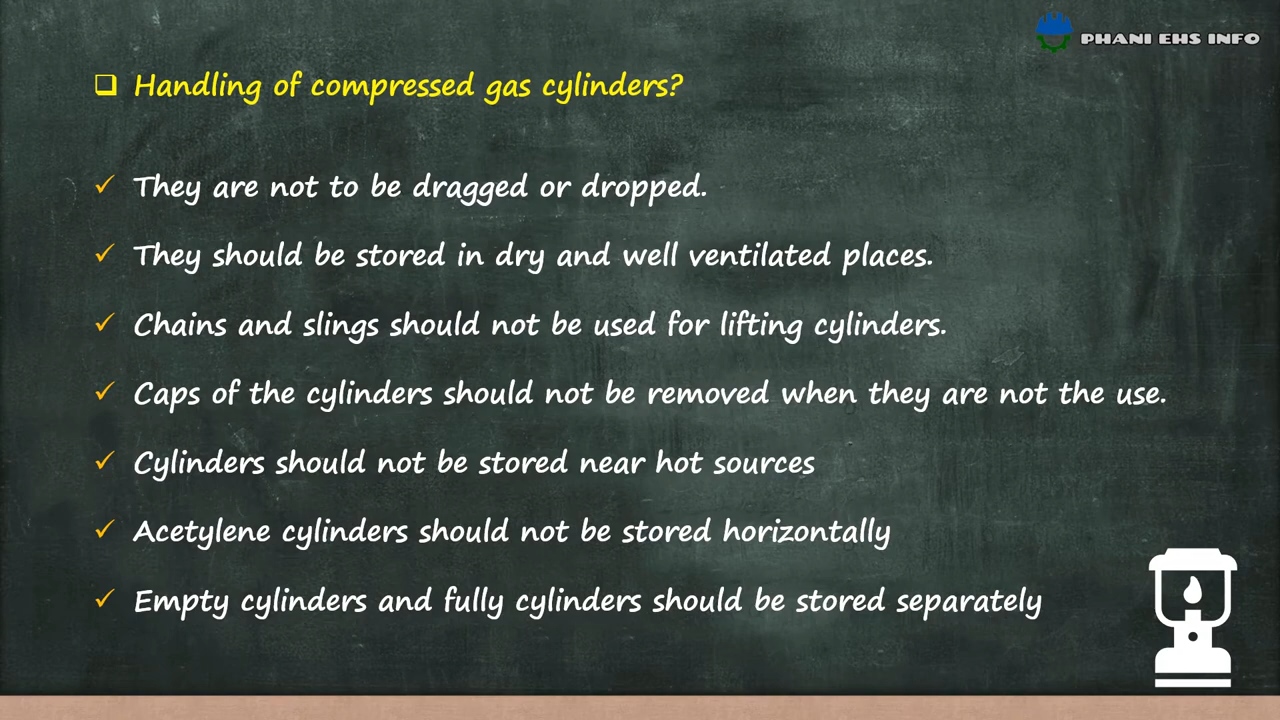 PHANI EHS INFO
Handling of compressed gas cylinders?
They are not to be dragged or dropped.
They should be stored in dry and well ventilated places.
Chains and slings should not be used for lifting cylinders.
Caps of the cylinders should not be removed when they are not the use.
Cylinders should not be stored near hot sources
Acetylene cylinders should not be stored horizontally
Empty cylinders and fully cylinders should be stored separately